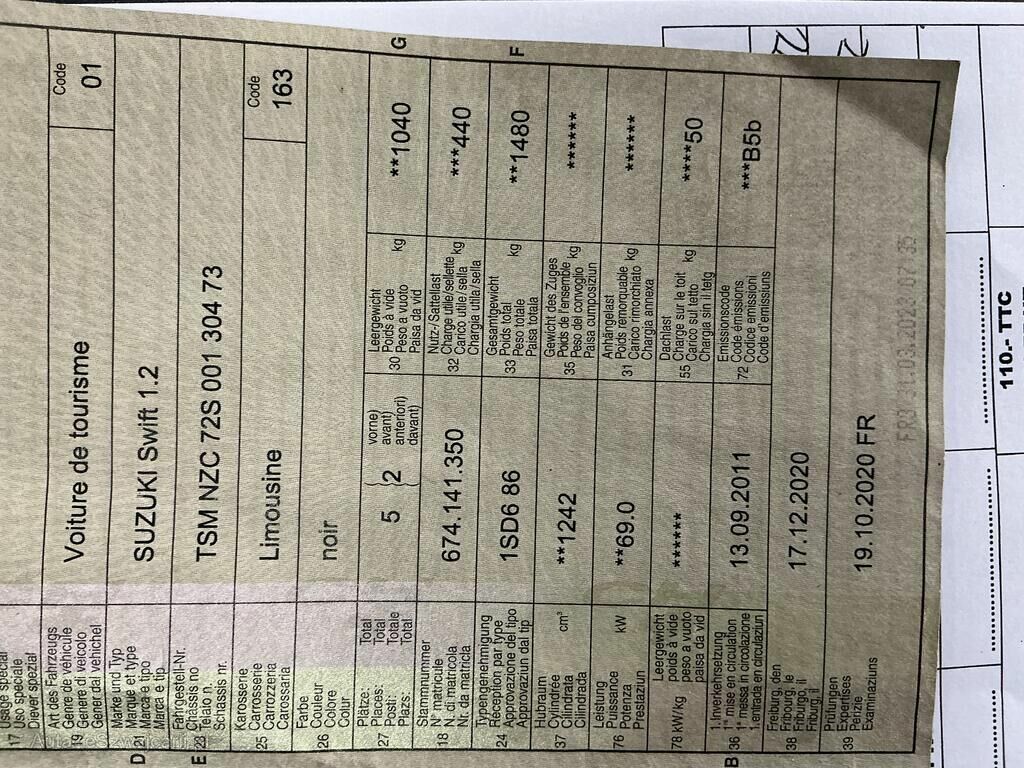 17
Usage spécial
Uso speciale
Diever spezial
19
Art des Fahrzeugs
Genre de véhicule
Genere di veicolo
Gener dal vehichel
Voiture de tourisme
Code
01
D
21
Marke und Typ
Marque et type
Marca e tipo
Marca e tip
SUZUKI Swift 1.2
E
23
Fahrgestell-Nr.
Châssis no
Telaio n.
Schassis nr.
TSM NZC 72S 001 304 73
25
Karosserie
Carrosserie
Carrozzeria
Carossaria
Limousine
Code
163
26
Farbe
Couleur
Colore
Colur
noir
27
Plätze: Total
Places: Total
Posti: Totale
Plazs: Total
5
2
vorne)
avant)
anteriori)
davant)
30
Leergewicht
Poids à vide
Peso a vuoto
Paisa da vid
kg
**1040
G
18
Stammnummer
N° matricule
N. di matricola
Nr. da matricla
674.141.350
32
Nutz-/Sattellast
Charge utile/sellette
Carico utile/sella
Chargia utila/sella
kg
***440
24
Typengenehmigung
Réception par type
Approvazione del tipo
Approvaziun dal tip
1SD6 86
33
Gesamtgewicht
Poids total
Peso totale
Paisa totala
kg
**1480
F
37
Hubraum
Cylindrée
Cilindrata
Cilindrada
cm³
**1242
35
Gewicht des Zuges
Poids de l'ensemble
Peso del convoglio
Paisa cumposiziun
kg
******
76
Leistung
Puissance
Potenza
Prestaziun
kW
**69.0
31
Anhängelast
Poids remorquable
Carico rimorchiato
Chargia annexa
kg
******
78 kW/kg
Leergewicht
poids à vide
peso a vuoto
paisa da vid
******
55
Dachlast
Charge sur le toit
Carico sul tetto
Chargia sin il tetg
kg
****50
B
36
1. Inverkehrsetzung
1re mise en circulation
1a messa in circolazione
1. entrada en circulaziun
13.09.2011
72
Emissionscode
Code émissions
Codice emissioni
Code d'emissiuns
***B5b
38
Freiburg, den
Fribourg, le
Friburgo, il
Friburg, il
17.12.2020
39
Prüfungen
Expertises
Perizie
Examinaziuns
19.10.2020 FR
110.- TTC